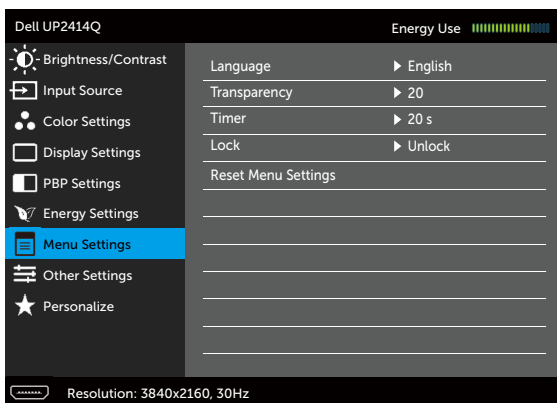 Dell UP2414Q
Energy Use
Brightness/Contrast
Input Source
Color Settings
Display Settings
PBP Settings
Energy Settings
Menu Settings
Other Settings
Personalize
Language English
Transparency 20
Timer 20 s
Lock Unlock
Reset Menu Settings
Resolution: 3840x2160, 30Hz